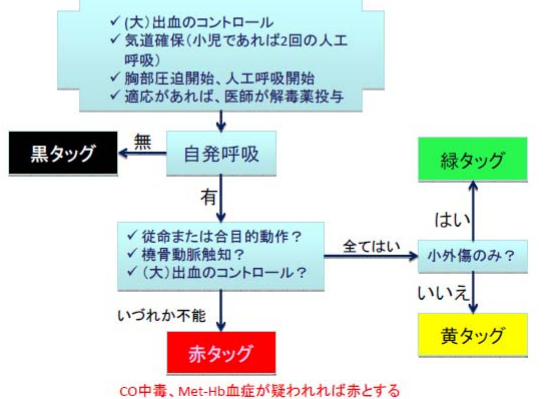 ✓ (大)出血のコントロール
✓ 気道確保(小児であれば2回の人工
呼吸)
✓ 胸部圧迫開始、人工呼吸開始
✓ 適応があれば、医師が解毒薬投与
黒タッグ
無
自発呼吸
緑タッグ
有
はい
✓ 従命または合目的動作?
✓ 橈骨動脈触知?
✓ (大)出血のコントロール?
全てはい
小外傷のみ?
いいえ
いづれか不能
黄タッグ
赤タッグ
CO中毒、Met-Hb血症が疑われれば赤とする